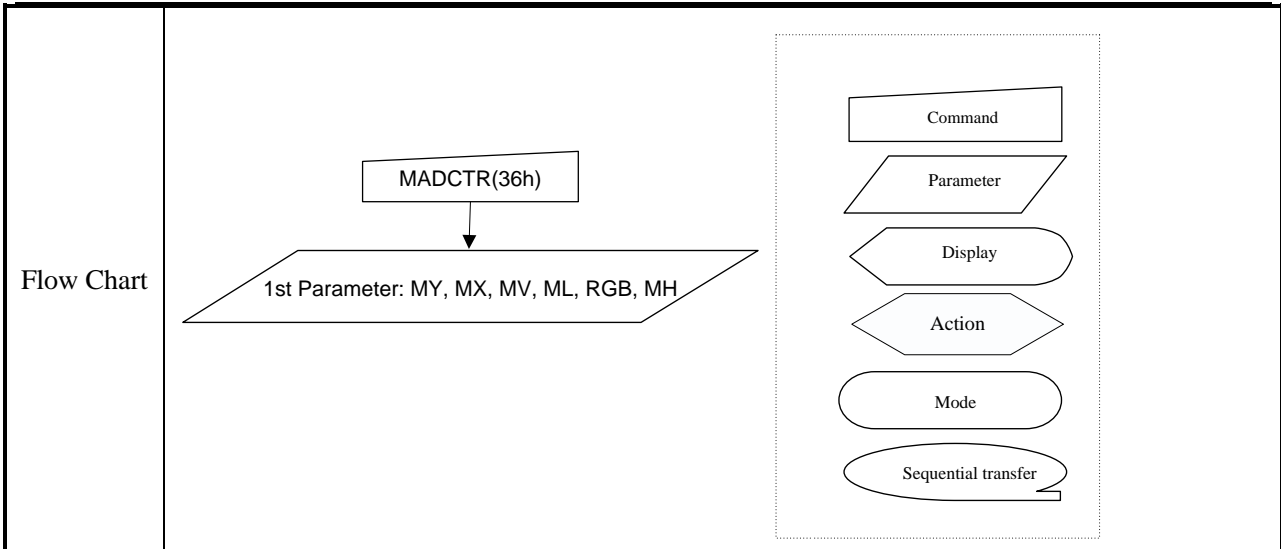 Flow Chart
MADCTR(36h)
1st Parameter: MY, MX, MV, ML, RGB, MH
Command
Parameter
Display
Action
Mode
Sequential transfer